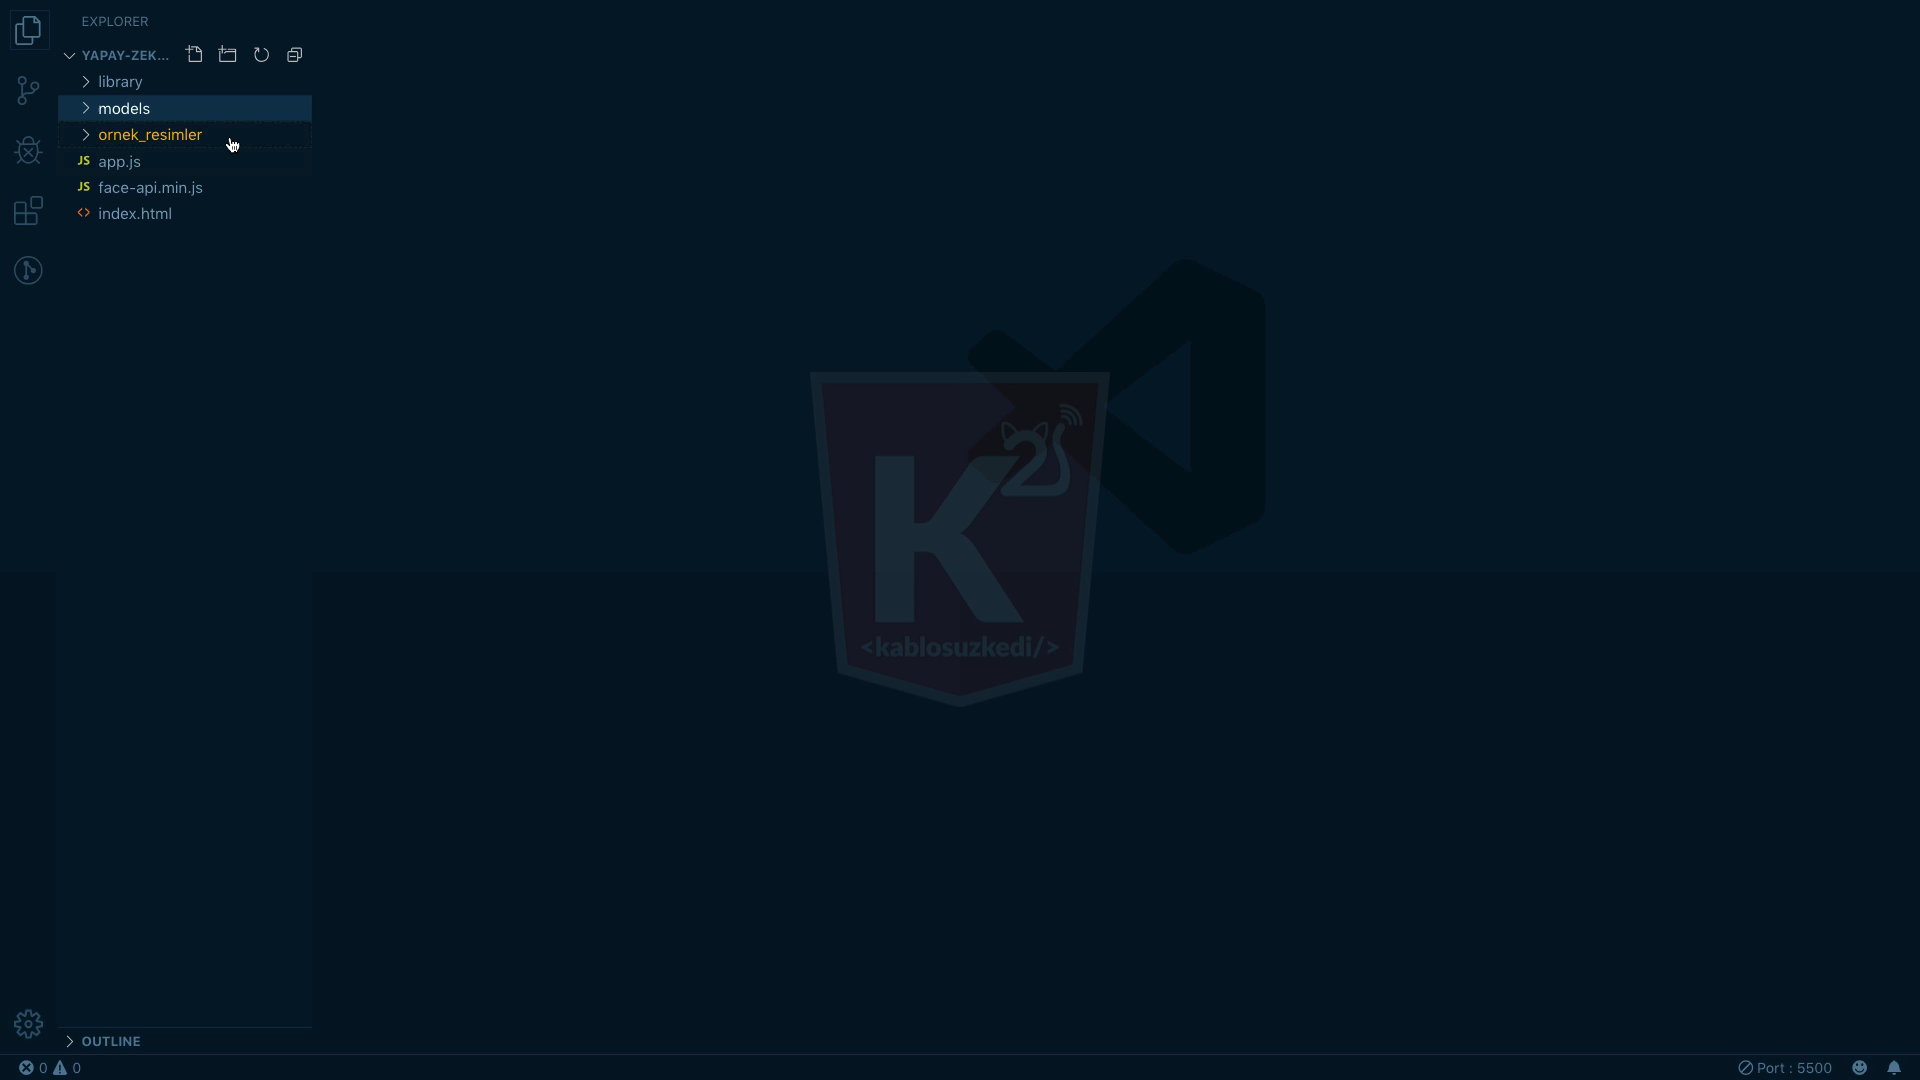 EXPLORER
YAPAY-ZEK...
library
models
ornek_resimler
JS app.js
JS face-api.min.js
<> index.html
K2
<kablosuzkedi/>
OUTLINE
0 0
Port : 5500